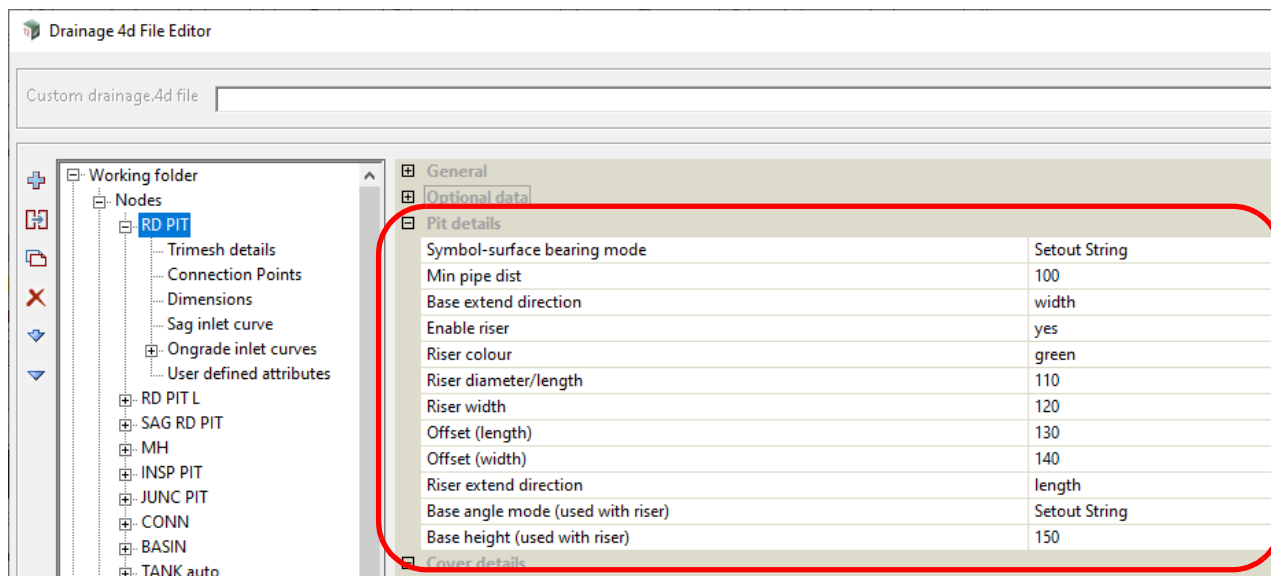 Drainage 4d File Editor
Custom drainage.4d file
Working folder
Nodes
RD PIT
Trimesh details
Connection Points
Dimensions
Sag inlet curve
Ongrade inlet curves
User defined attributes
RD PIT L
SAG RD PIT
MH
INSP PIT
JUNC PIT
CONN
BASIN
TANK auto
General
Optional data
Pit details
Symbol-surface bearing mode Setout String
Min pipe dist 100
Base extend direction width
Enable riser yes
Riser colour green
Riser diameter/length 110
Riser width 120
Offset (length) 130
Offset (width) 140
Riser extend direction length
Base angle mode (used with riser) Setout String
Base height (used with riser) 150
Cover details